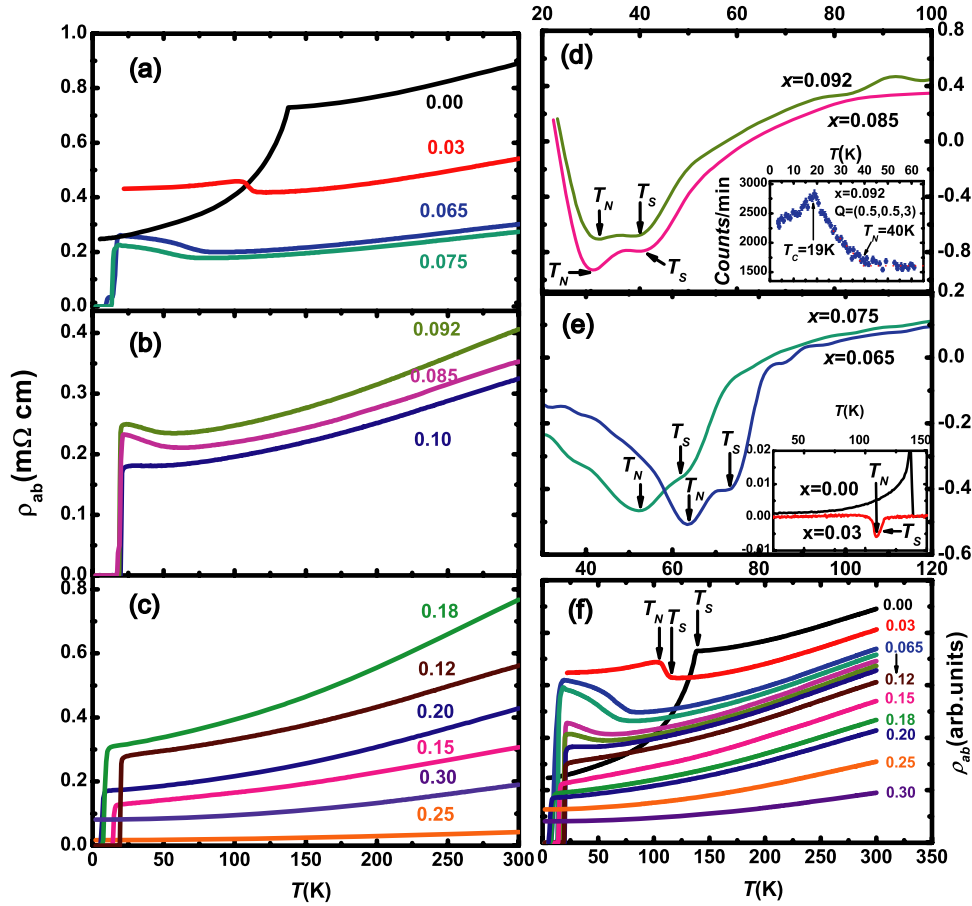 (a)
1.0
0.8
0.6
0.4
0.2
0.0
0.00
0.03
0.065
0.075
(b)
0.4
0.3
0.2
0.1
0.0
0.092
0.085
0.10
ρab(mΩ cm)
(c)
0.8
0.6
0.4
0.2
0.0
0.18
0.12
0.20
0.15
0.30
0.25
0 50 100 150 200 250 300
T(K)
20 40 60 80 100
(d)
x=0.092
x=0.085
0.8
0.4
0.0
-0.4
-0.8
0.2
TN
TS
TN
TS
T(K)
0 10 20 30 40 50 60
Counts/min
3000
2500
2000
1500
x=0.092
Q=(0.5,0.5,3)
TN=40K
TC=19K
(e)
x=0.075
x=0.065
0.0
-0.2
-0.4
-0.6
TN
TS
TN
TS
T(K)
50 100 150
0.02
0.01
0.00
-0.01
x=0.00
x=0.03
TN
TS
40 60 80 100 120
(f)
TN
TS
TS
0.00
0.03
0.065
0.12
0.15
0.18
0.20
0.25
0.30
ρab(arb.units)
0 50 100 150 200 250 300 350
T(K)